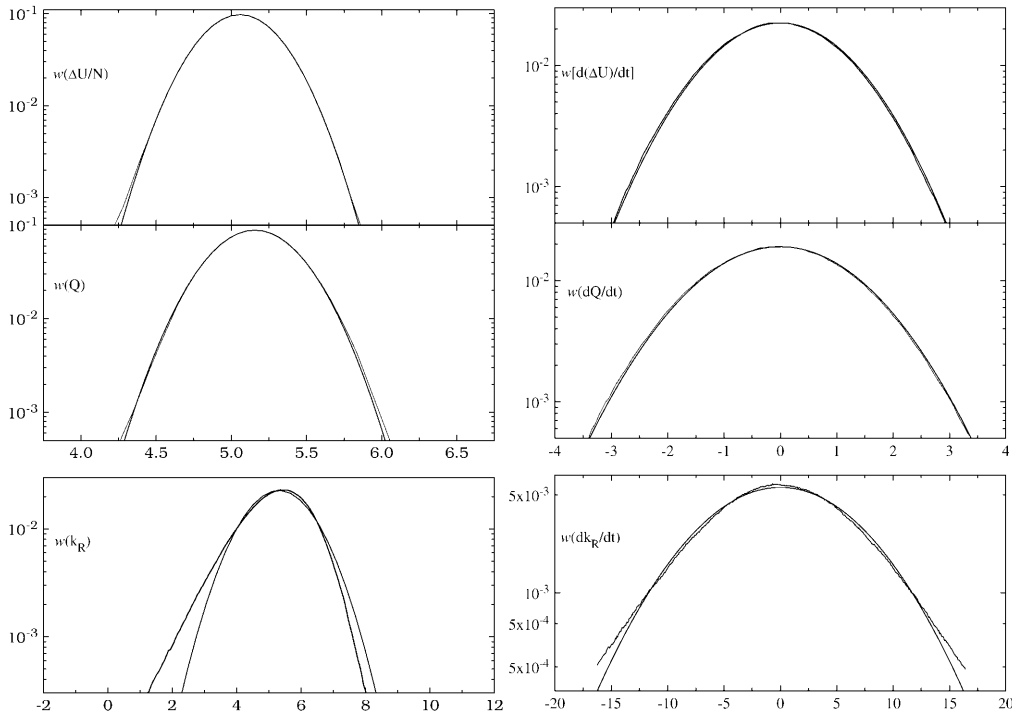 10⁻¹
w(ΔU/N)
10⁻²
10⁻³
10⁻¹
w(Q)
10⁻²
10⁻³
4.0 4.5 5.0 5.5 6.0 6.5
w(k_R)
10⁻²
10⁻³
-2 0 2 4 6 8 10 12
w[d(ΔU)/dt]
10⁻²
10⁻³
w(dQ/dt)
10⁻²
10⁻³
-4 -3 -2 -1 0 1 2 3 4
5x10⁻³
w(dk_R/dt)
10⁻³
5x10⁻⁴
5x10⁻⁴
-20 -15 -10 -5 0 5 10 15 20